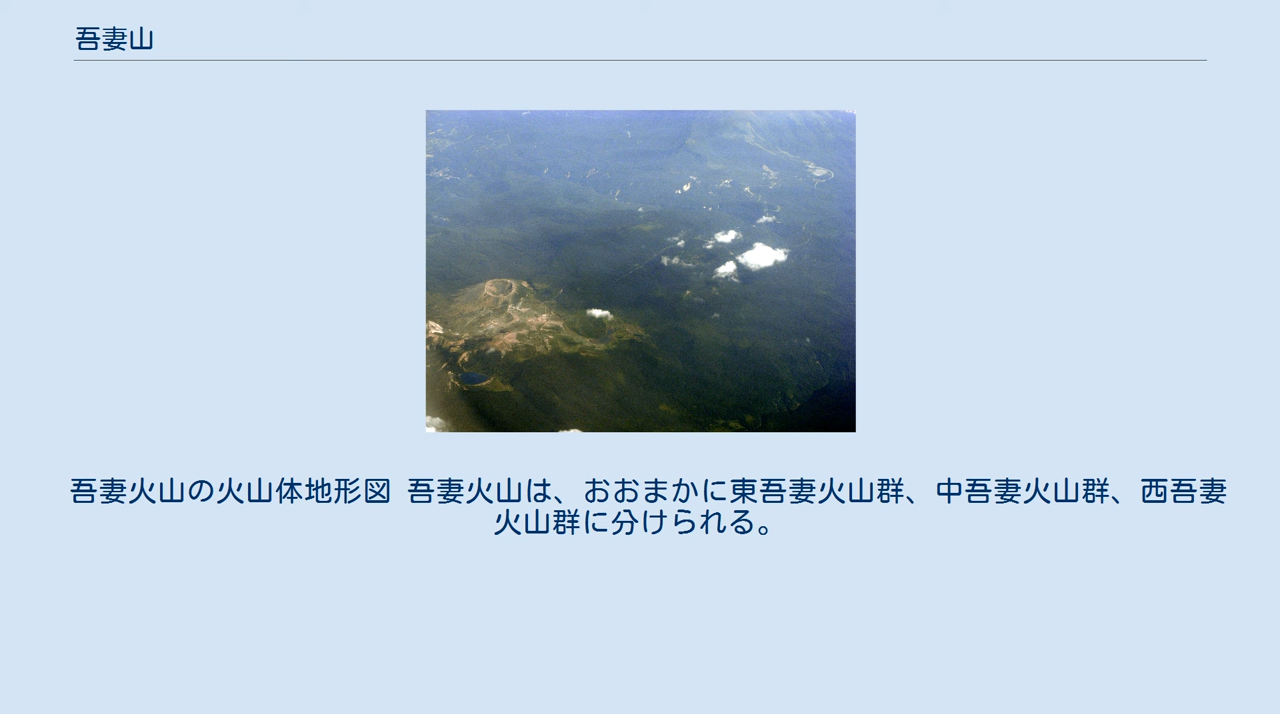 吾妻山
吾妻火山の火山体地形図 吾妻火山は、おおまかに東吾妻火山群、中吾妻火山群、西吾妻
火山群に分けられる。